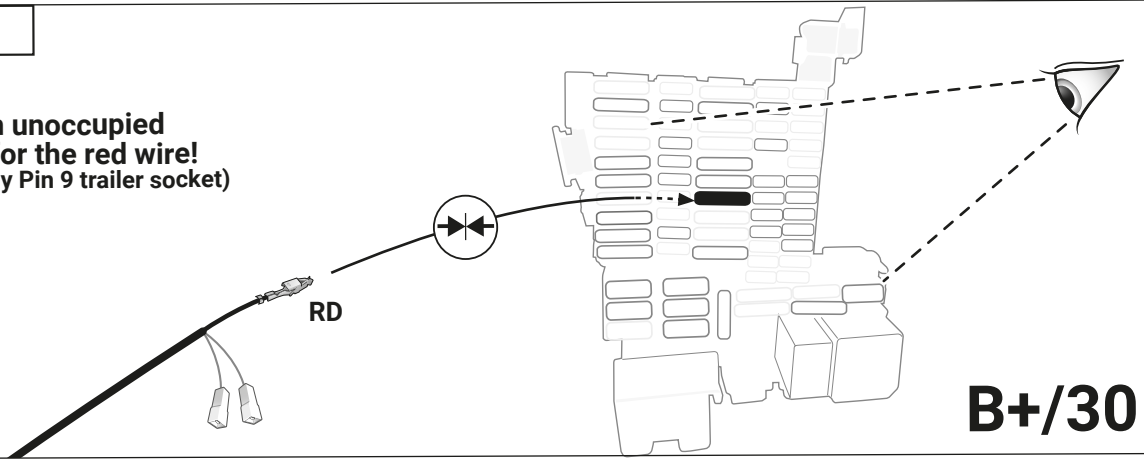 unoccupied
or the red wire!
y Pin 9 trailer socket)
RD
B+/30